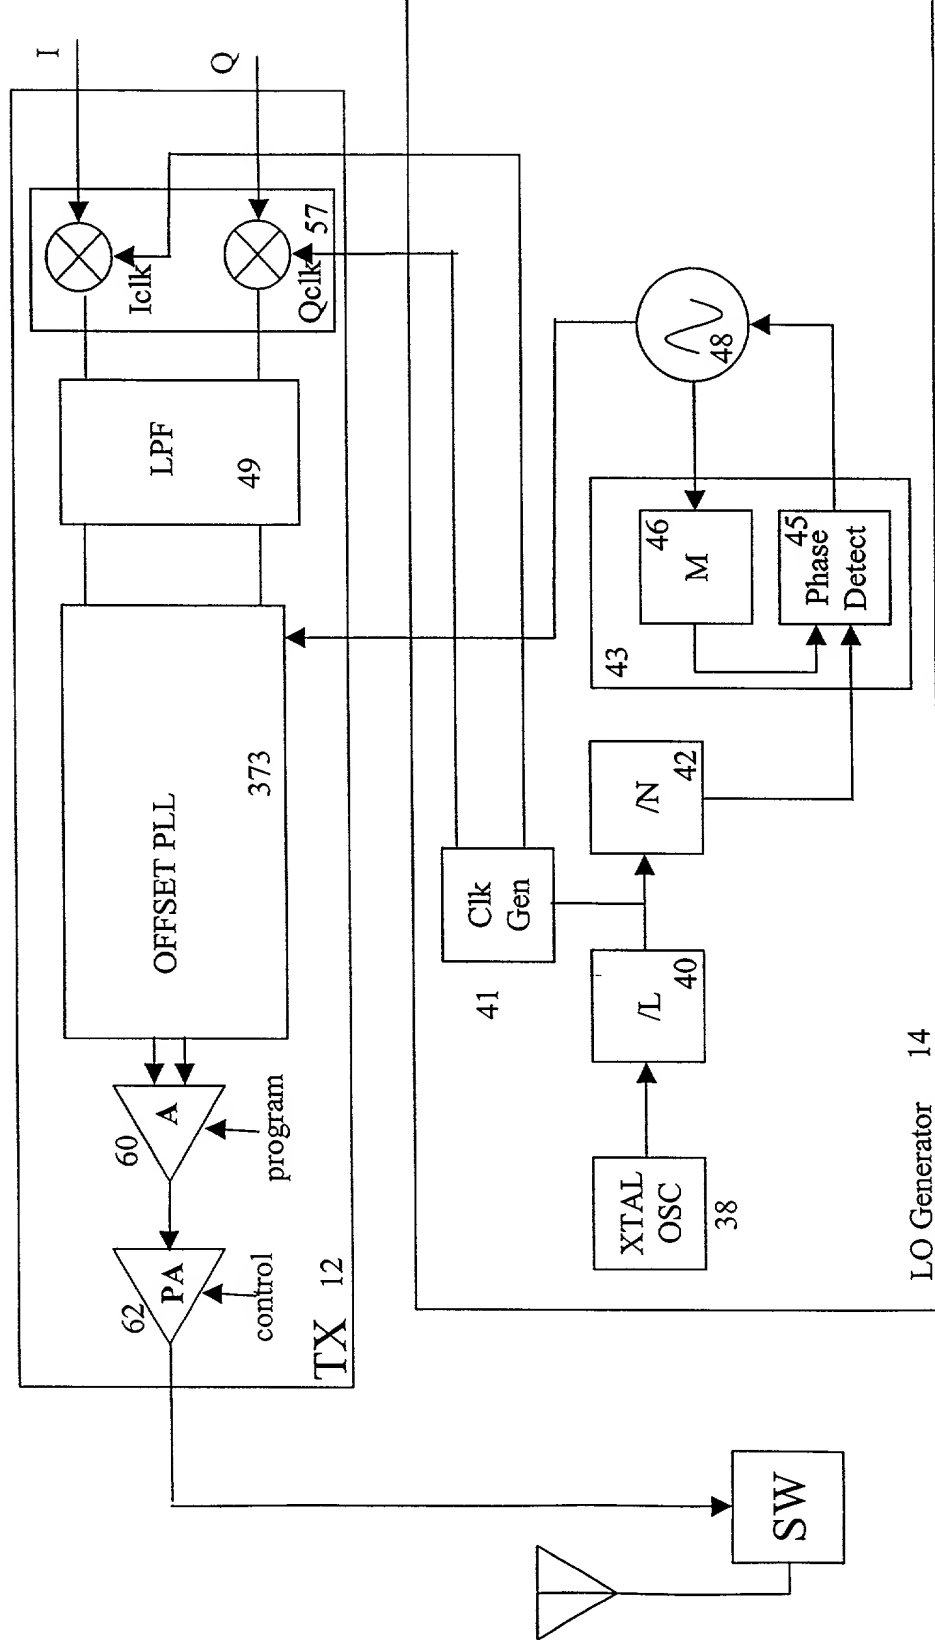 I
Q
Iclk
Qclk
57
LPF
49
OFFSET PLL
373
A
60
program
PA
62
control
TX 12
SW
Clk
Gen
41
XTAL
OSC
38
/L
40
/N
42
43
M
46
45
Phase
Detect
48
LO Generator 14